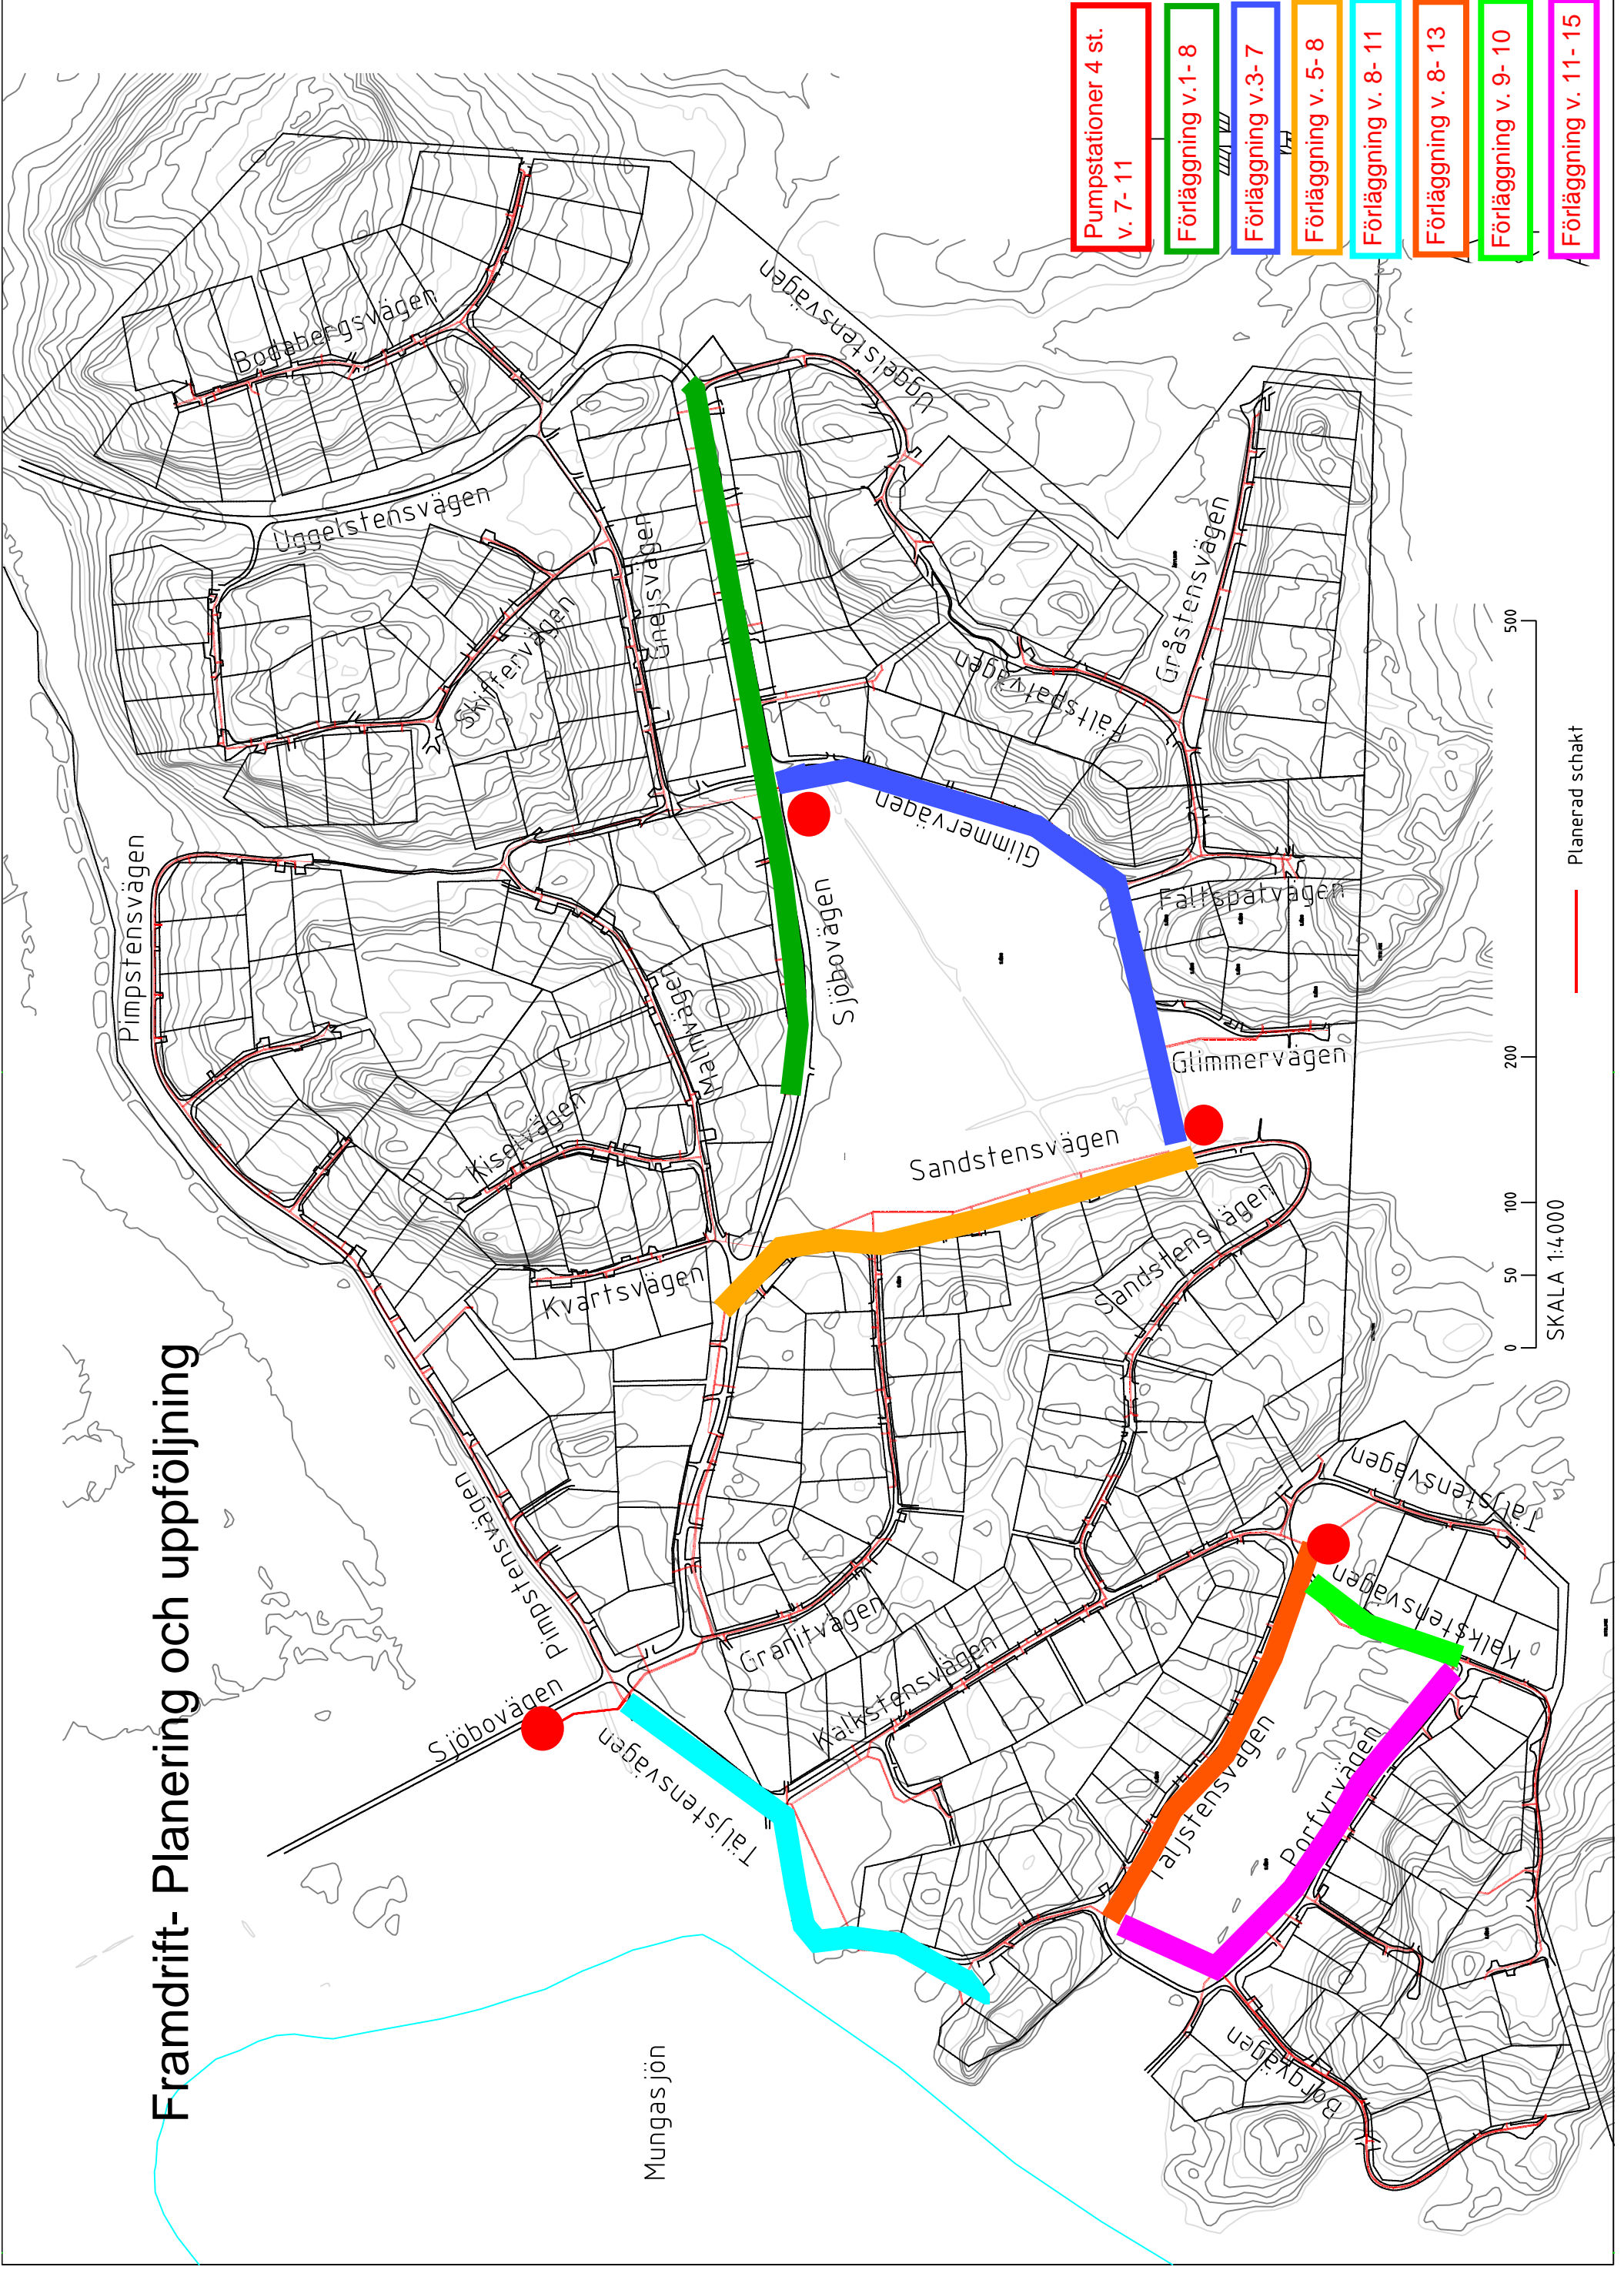 Framdrift- Planering och uppföljning
Pumpstationer 4 st.
v. 7- 11
Förläggning v.1- 8
Förläggning v.3- 7
Förläggning v. 5- 8
Förläggning v. 8- 11
Förläggning v. 8- 13
Förläggning v. 9- 10
Förläggning v. 11- 15
Bodabergsvägen
Uggelstensvägen
Uggelstensvägen
Skiffervägen
Gnejsvägen
Pimpstensvägen
Malmvägen
Kiselvägen
Kvartsvägen
Sjöbovägen
Glimmervägen
Fältspatvägen
Gråstensvägen
Fältspatvägen
Glimmervägen
Sandstensvägen
Sandstensvägen
Pimpstensvägen
Sjöbovägen
Granitvägen
Täljstensvägen
Kalkstensvägen
Täljstensvägen
Kalkstensvägen
Täljstensvägen
Porfyrvägen
Borgvägen
Mungasjön
0
50
100
200
500
SKALA 1:4000
Planerad schakt